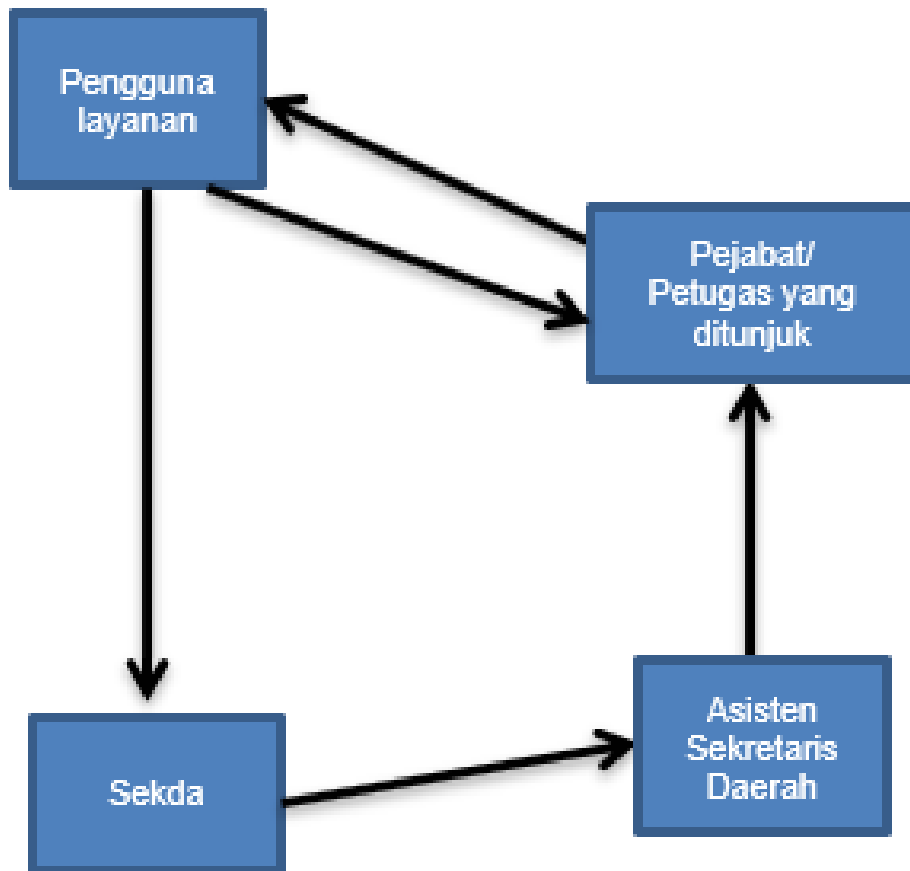 Pengguna
layanan
Pejabat/
Petugas yang
ditunjuk
Asisten
Sekretaris
Daerah
Sekda